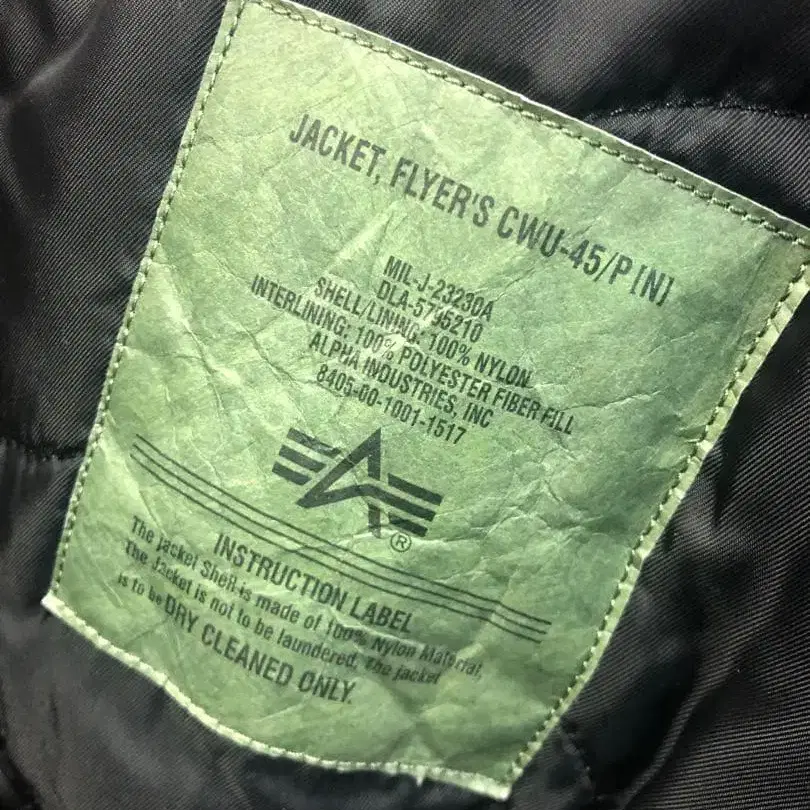 JACKET, FLYER'S CWU-45/P [N]
MIL-J-23230A
DLA-5795210
SHELL/LINING: 100% NYLON
INTERLINING: 100% POLYESTER FIBER FILL
ALPHA INDUSTRIES, INC
8405-00-1001-1517
®
INSTRUCTION LABEL
The jacket Shell is made of 100% Nylon Material,
The Jacket is not to be laundered, the jacket
is to be DRY CLEANED ONLY.